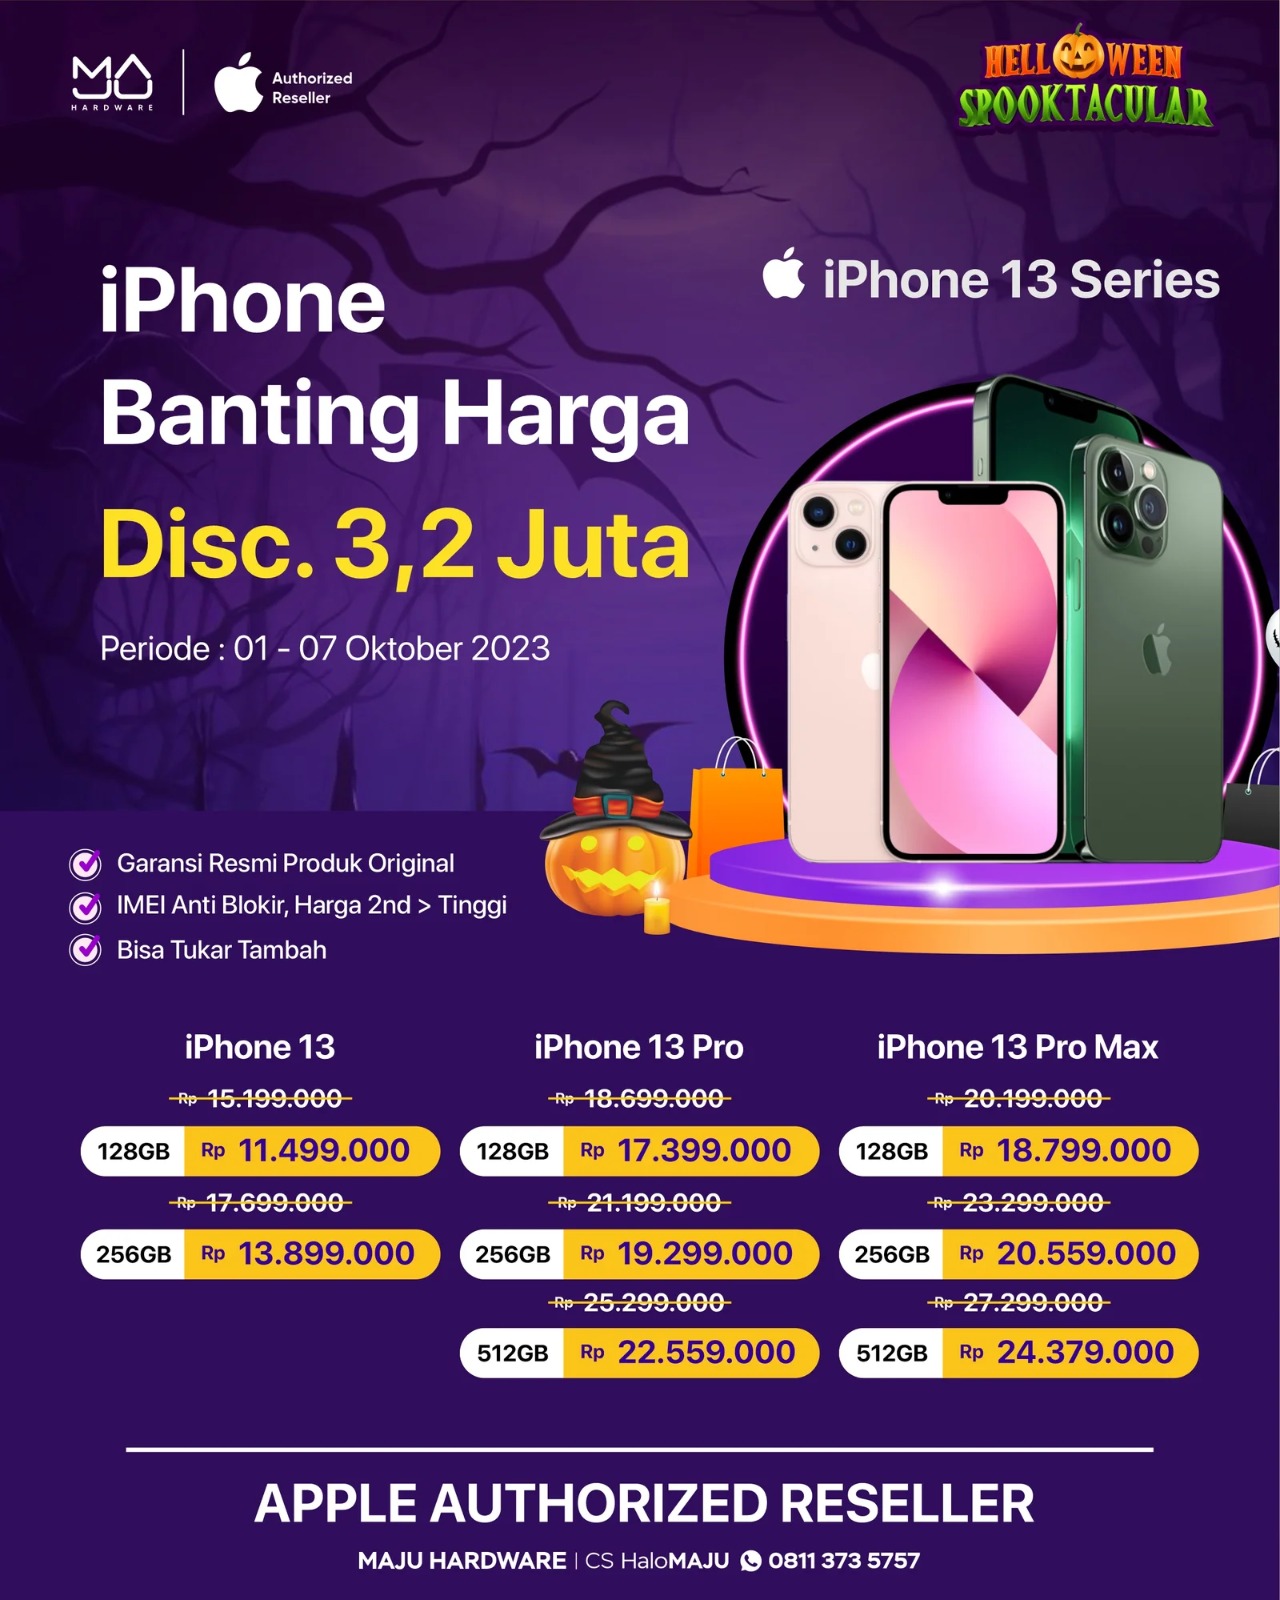 MAJU
HARDWARE
Authorized
Reseller
HELLOWEEN
SPOOKTACULAR
iPhone
Banting Harga
Disc. 3,2 Juta
Periode : 01 - 07 Oktober 2023
iPhone 13 Series
Garansi Resmi Produk Original
IMEI Anti Blokir, Harga 2nd > Tinggi
Bisa Tukar Tambah
iPhone 13
Rp 15.199.000
128GB Rp 11.499.000
Rp 17.699.000
256GB Rp 13.899.000
iPhone 13 Pro
Rp 18.699.000
128GB Rp 17.399.000
Rp 21.199.000
256GB Rp 19.299.000
Rp 25.299.000
512GB Rp 22.559.000
iPhone 13 Pro Max
Rp 20.199.000
128GB Rp 18.799.000
Rp 23.299.000
256GB Rp 20.559.000
Rp 27.299.000
512GB Rp 24.379.000
APPLE AUTHORIZED RESELLER
MAJU HARDWARE | CS HaloMAJU 0811 373 5757